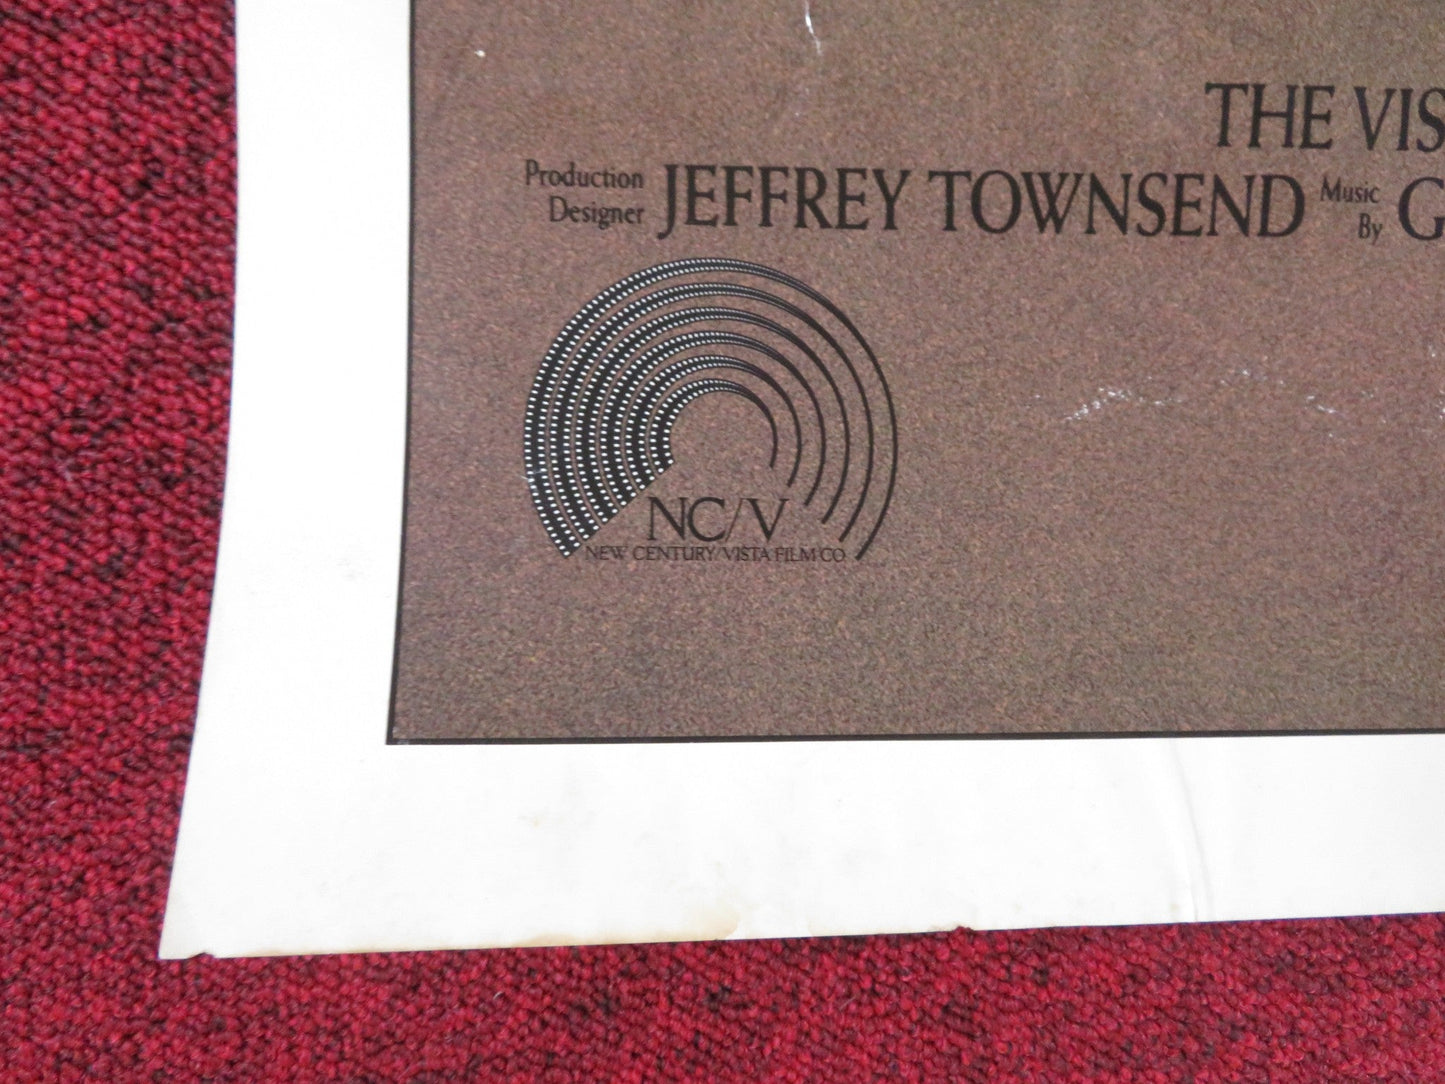 THE VIS
Production Designer JEFFREY TOWNSEND Music By G
NC/V
NEW CENTURY/VISTA FILM CO